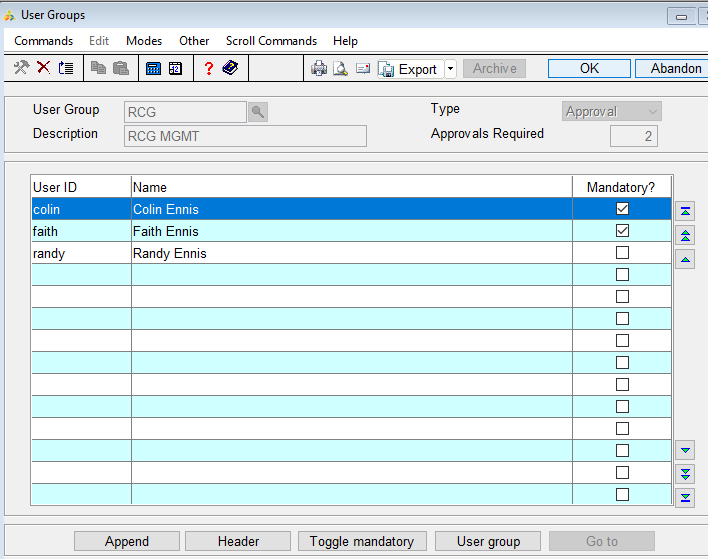 User Groups
Commands Edit Modes Other Scroll Commands Help
Export Archive OK Abandon
User Group RCG Type Approval
Description RCG MGMT Approvals Required 2
User ID Name Mandatory?
colin Colin Ennis
faith Faith Ennis
randy Randy Ennis
Append Header Toggle mandatory User group Go to